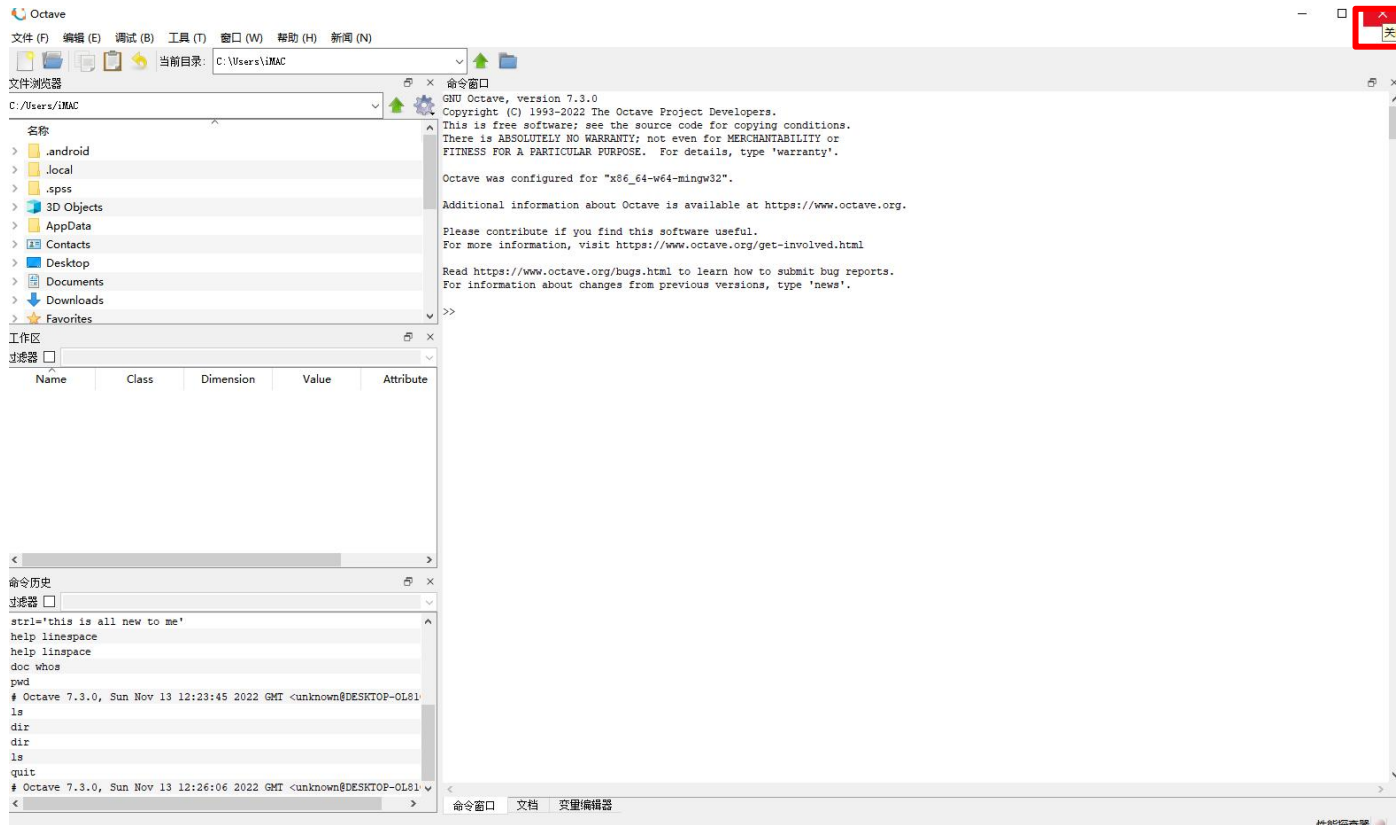 Octave
文件 (F) 编辑 (E) 调试 (B) 工具 (T) 窗口 (W) 帮助 (H) 新闻 (N)
当前目录: C:\Users\iMAC
关
文件浏览器
C:/Users/iMAC
名称
.android
.local
.spss
3D Objects
AppData
Contacts
Desktop
Documents
Downloads
Favorites
工作区
过滤器
Name Class Dimension Value Attribute
命令历史
过滤器
str1='this is all new to me'
help linespace
help linspace
doc whos
pwd
# Octave 7.3.0, Sun Nov 13 12:23:45 2022 GMT <unknown@DESKTOP-OL81
ls
dir
dir
ls
quit
# Octave 7.3.0, Sun Nov 13 12:26:06 2022 GMT <unknown@DESKTOP-OL81
命令窗口
GNU Octave, version 7.3.0
Copyright (C) 1993-2022 The Octave Project Developers.
This is free software; see the source code for copying conditions.
There is ABSOLUTELY NO WARRANTY; not even for MERCHANTABILITY or
FITNESS FOR A PARTICULAR PURPOSE.  For details, type 'warranty'.
Octave was configured for "x86_64-w64-mingw32".
Additional information about Octave is available at https://www.octave.org.
Please contribute if you find this software useful.
For more information, visit https://www.octave.org/get-involved.html
Read https://www.octave.org/bugs.html to learn how to submit bug reports.
For information about changes from previous versions, type 'news'.
>>
命令窗口 文档 变量编辑器